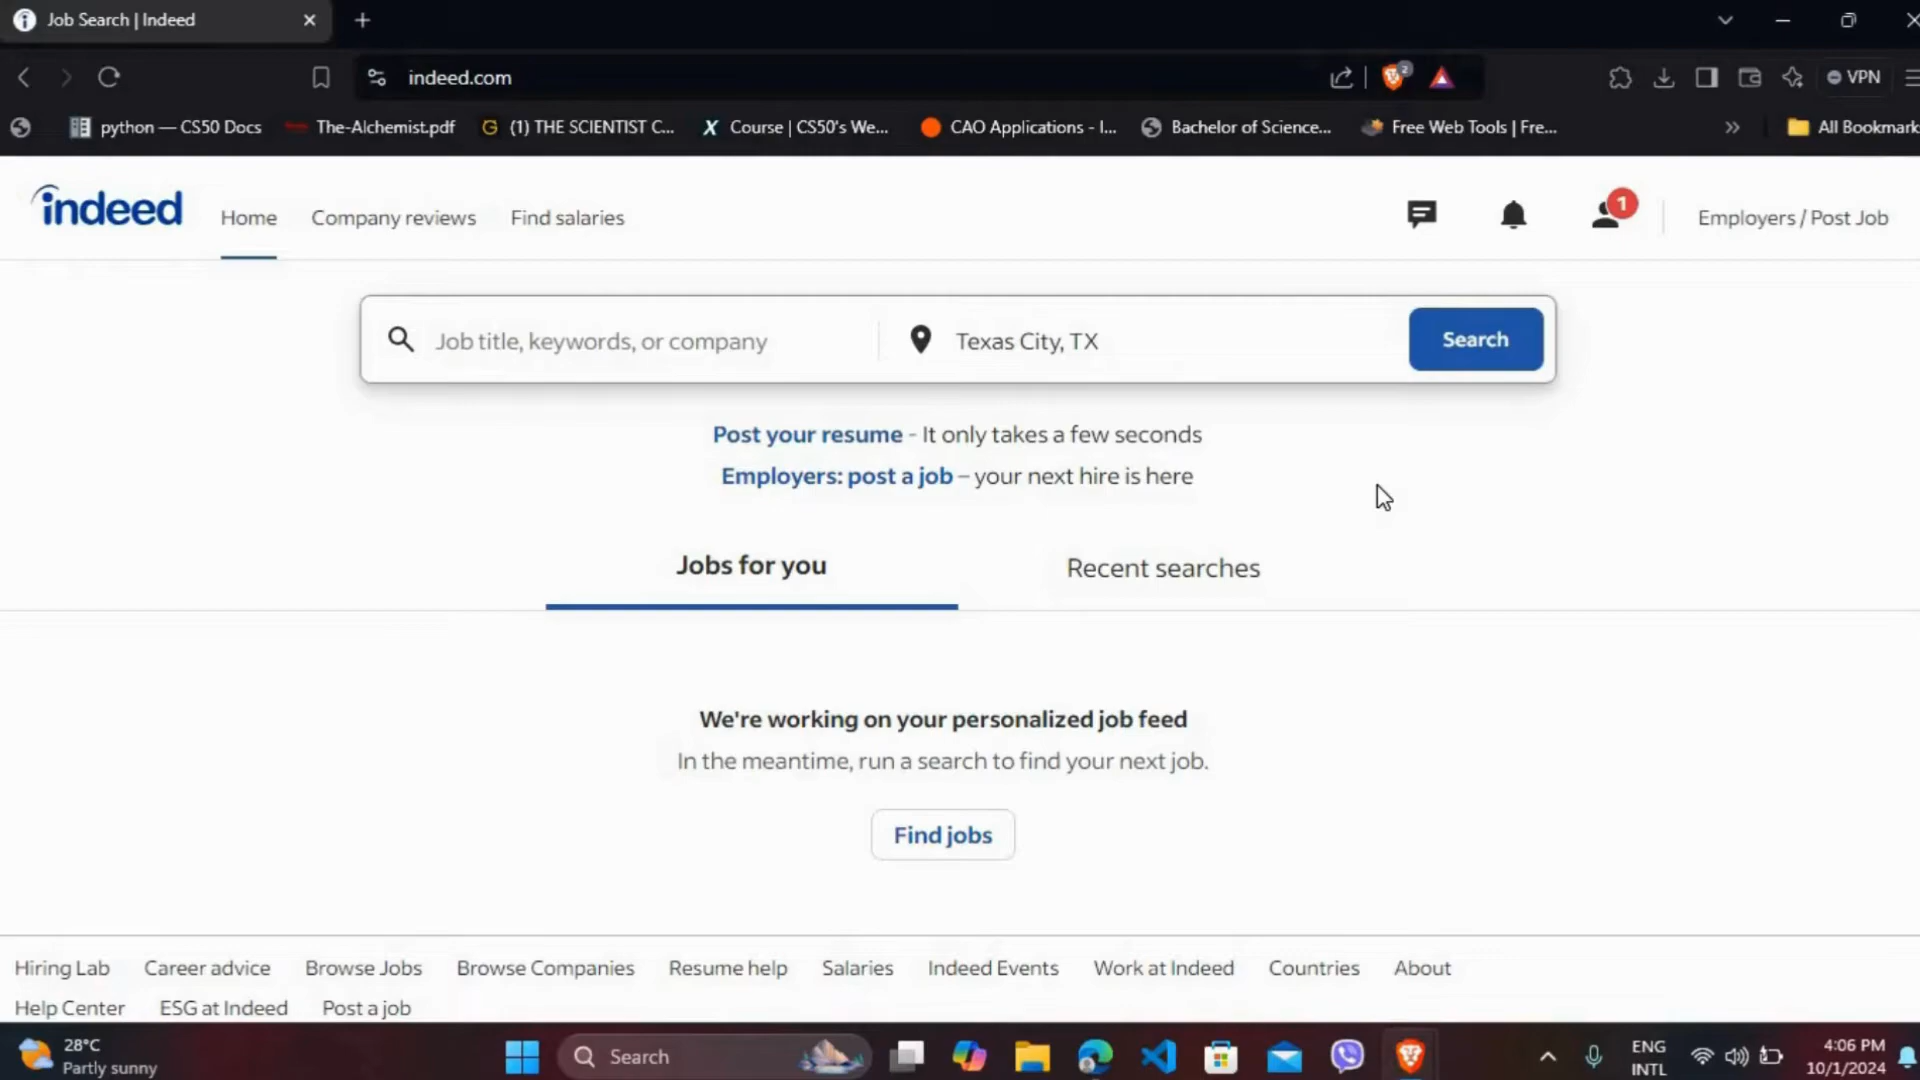 Job Search | Indeed
indeed.com
2
VPN
python — CS50 Docs
The-Alchemist.pdf
(1) THE SCIENTIST C...
Course | CS50's We...
CAO Applications - I...
Bachelor of Science...
Free Web Tools | Fre...
All Bookmark
indeed
Home
Company reviews
Find salaries
1
Employers / Post Job
Job title, keywords, or company
Texas City, TX
Search
Post your resume - It only takes a few seconds
Employers: post a job – your next hire is here
Jobs for you
Recent searches
We're working on your personalized job feed
In the meantime, run a search to find your next job.
Find jobs
Hiring Lab
Career advice
Browse Jobs
Browse Companies
Resume help
Salaries
Indeed Events
Work at Indeed
Countries
About
Help Center
ESG at Indeed
Post a job
28°C
Partly sunny
Search
ENG
INTL
4:06 PM
10/1/2024